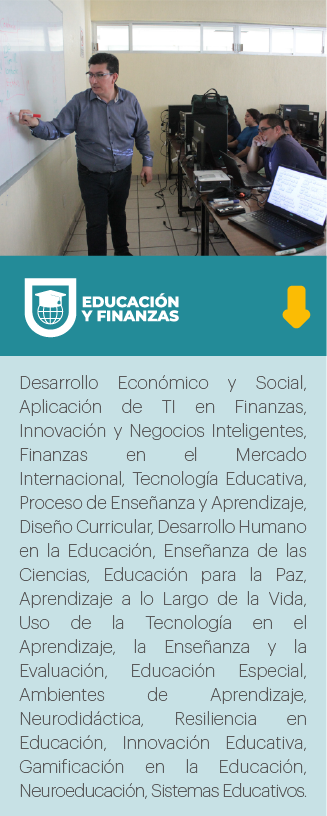 EDUCACIÓN
Y FINANZAS
Desarrollo Económico y Social,
Aplicación de TI en Finanzas,
Innovación y Negocios Inteligentes,
Finanzas en el Mercado
Internacional, Tecnología Educativa,
Proceso de Enseñanza y Aprendizaje,
Diseño Curricular, Desarrollo Humano
en la Educación, Enseñanza de las
Ciencias, Educación para la Paz,
Aprendizaje a lo Largo de la Vida,
Uso de la Tecnología en el
Aprendizaje, la Enseñanza y la
Evaluación, Educación Especial,
Ambientes de Aprendizaje,
Neurodidáctica, Resiliencia en
Educación, Innovación Educativa,
Gamificación en la Educación,
Neuroeducación, Sistemas Educativos.